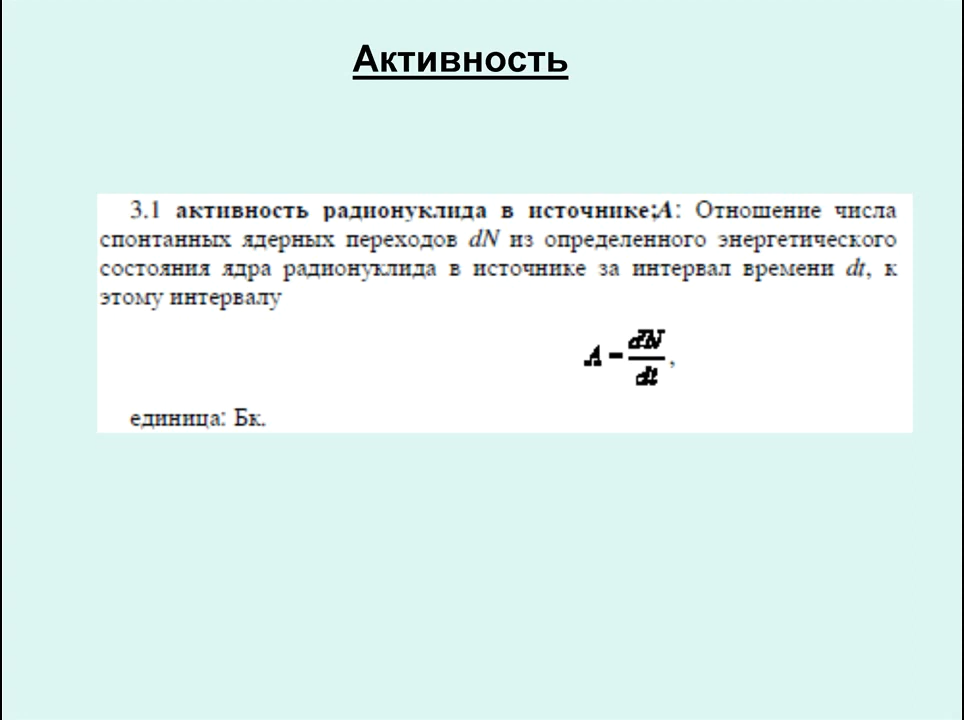 Активность
3.1 активность радионуклида в источнике;A: Отношение числа
спонтанных ядерных переходов dN из определенного энергетического
состояния ядра радионуклида в источнике за интервал времени dt, к
этому интервалу
A = dN/dt,
единица: Бк.